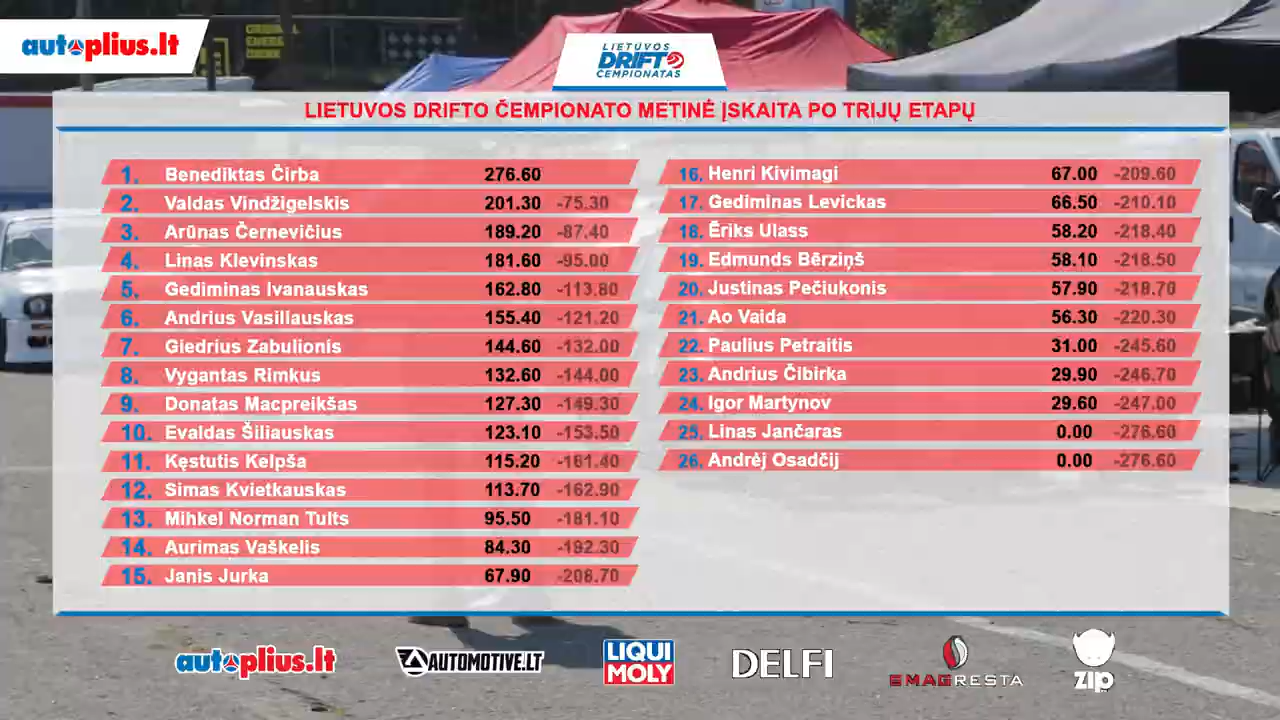 autoplius.lt
LIETUVOS
DRIFTO
ČEMPIONATAS
LIETUVOS DRIFTO ČEMPIONATO METINĖ ĮSKAITA PO TRIJŲ ETAPŲ
1. Benediktas Čirba 276.60
2. Valdas Vindžigelskis 201.30 -75.30
3. Arūnas Černevičius 189.20 -87.40
4. Linas Klevinskas 181.60 -95.00
5. Gediminas Ivanauskas 162.80 -113.80
6. Andrius Vasiliauskas 155.40 -121.20
7. Giedrius Zabulionis 144.60 -132.00
8. Vygantas Rimkus 132.60 -144.00
9. Donatas Macpreikšas 127.30 -149.30
10. Evaldas Šiliauskas 123.10 -153.50
11. Kęstutis Kelpša 115.20 -161.40
12. Simas Kvietkauskas 113.70 -162.90
13. Mihkel Norman Tults 95.50 -181.10
14. Aurimas Vaškelis 84.30 -192.30
15. Janis Jurka 67.90 -208.70
16. Henri Kivimagi 67.00 -209.60
17. Gediminas Levickas 66.50 -210.10
18. Ēriks Ulass 58.20 -218.40
19. Edmunds Bērziņš 58.10 -218.50
20. Justinas Pečiukonis 57.90 -218.70
21. Ao Vaida 56.30 -220.30
22. Paulius Petraitis 31.00 -245.60
23. Andrius Čibirka 29.90 -246.70
24. Igor Martynov 29.60 -247.00
25. Linas Jančaras 0.00 -276.60
26. Andrėj Osadčij 0.00 -276.60
autoplius.lt
AUTOMOTIVE.LT
LIQUI
MOLY
DELFI
EMAGRESTA
zip